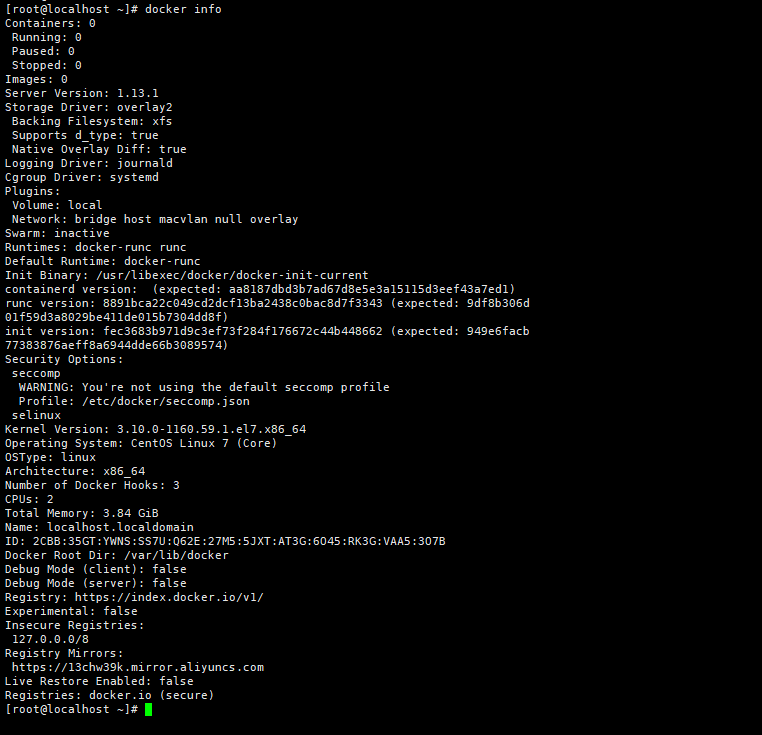 [root@localhost ~]# docker info
Containers: 0
 Running: 0
 Paused: 0
 Stopped: 0
Images: 0
Server Version: 1.13.1
Storage Driver: overlay2
 Backing Filesystem: xfs
 Supports d_type: true
 Native Overlay Diff: true
Logging Driver: journald
Cgroup Driver: systemd
Plugins:
 Volume: local
 Network: bridge host macvlan null overlay
Swarm: inactive
Runtimes: docker-runc runc
Default Runtime: docker-runc
Init Binary: /usr/libexec/docker/docker-init-current
containerd version:  (expected: aa8187dbd3b7ad67d8e5e3a15115d3eef43a7ed1)
runc version: 8891bca22c049cd2dcf13ba2438c0bac8d7f3343 (expected: 9df8b306d
01f59d3a8029be411de015b7304dd8f)
init version: fec3683b971d9c3ef73f284f176672c44b448662 (expected: 949e6facb
77383876aeff8a6944dde66b3089574)
Security Options:
 seccomp
  WARNING: You're not using the default seccomp profile
  Profile: /etc/docker/seccomp.json
 selinux
Kernel Version: 3.10.0-1160.59.1.el7.x86_64
Operating System: CentOS Linux 7 (Core)
OSType: linux
Architecture: x86_64
Number of Docker Hooks: 3
CPUs: 2
Total Memory: 3.84 GiB
Name: localhost.localdomain
ID: 2CBB:35GT:YWNS:SS7U:Q62E:27M5:5JXT:AT3G:6O45:RK3G:VAA5:3O7B
Docker Root Dir: /var/lib/docker
Debug Mode (client): false
Debug Mode (server): false
Registry: https://index.docker.io/v1/
Experimental: false
Insecure Registries:
 127.0.0.0/8
Registry Mirrors:
 https://13chw39k.mirror.aliyuncs.com
Live Restore Enabled: false
Registries: docker.io (secure)
[root@localhost ~]#